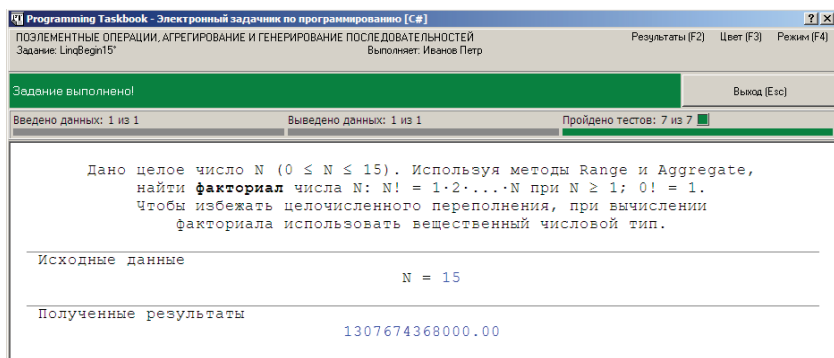 Programming Taskbook - Электронный задачник по программированию [C#]
ПОЭЛЕМЕНТНЫЕ ОПЕРАЦИИ, АГРЕГИРОВАНИЕ И ГЕНЕРИРОВАНИЕ ПОСЛЕДОВАТЕЛЬНОСТЕЙ
Результаты (F2) Цвет (F3) Режим (F4)
Задание: LinqBegin15° Выполняет: Иванов Петр
Задание выполнено!
Выход (Esc)
Введено данных: 1 из 1 Выведено данных: 1 из 1 Пройдено тестов: 7 из 7
Дано целое число N (0 ≤ N ≤ 15). Используя методы Range и Aggregate,
найти факториал числа N: N! = 1·2·...·N при N ≥ 1; 0! = 1.
Чтобы избежать целочисленного переполнения, при вычислении
факториала использовать вещественный числовой тип.
Исходные данные
N = 15
Полученные результаты
1307674368000.00